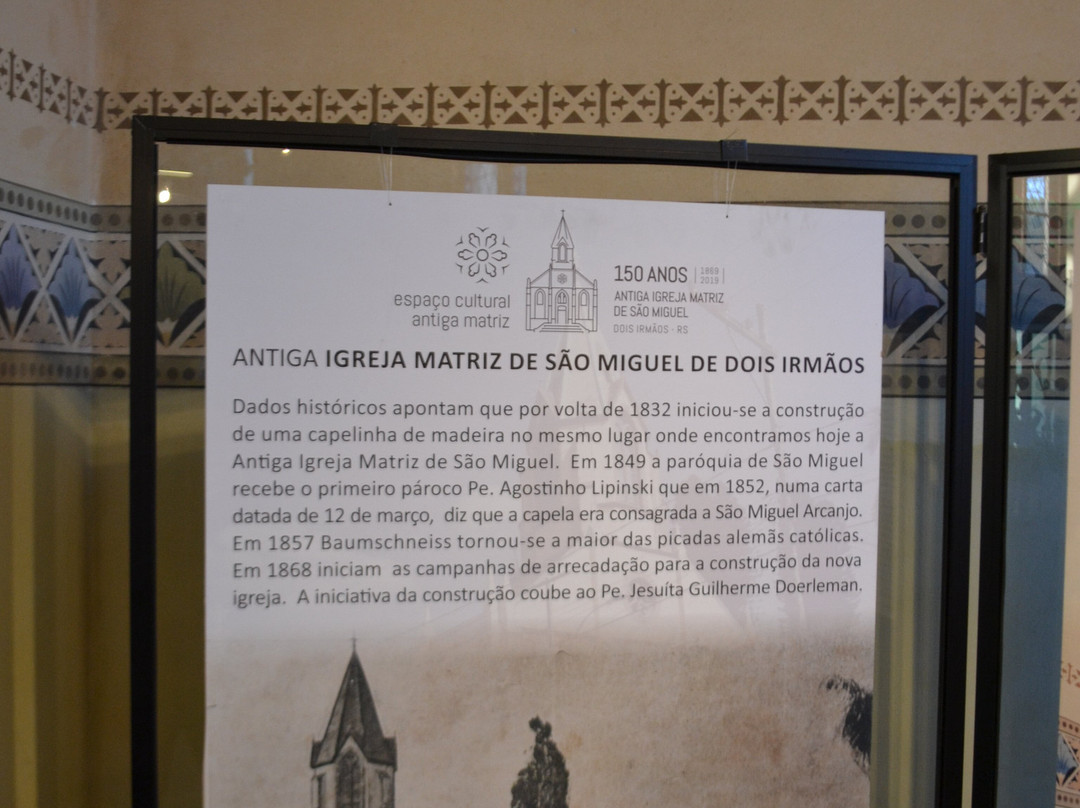 espaço cultural
antiga matriz
150 ANOS | 1869 |
| 2019 |
ANTIGA IGREJA MATRIZ
DE SÃO MIGUEL
DOIS IRMÃOS - RS
ANTIGA IGREJA MATRIZ DE SÃO MIGUEL DE DOIS IRMÃOS
Dados históricos apontam que por volta de 1832 iniciou-se a construção
de uma capelinha de madeira no mesmo lugar onde encontramos hoje a
Antiga Igreja Matriz de São Miguel. Em 1849 a paróquia de São Miguel
recebe o primeiro pároco Pe. Agostinho Lipinski que em 1852, numa carta
datada de 12 de março, diz que a capela era consagrada a São Miguel Arcanjo.
Em 1857 Baumschneiss tornou-se a maior das picadas alemãs católicas.
Em 1868 iniciam as campanhas de arrecadação para a construção da nova
igreja. A iniciativa da construção coube ao Pe. Jesuíta Guilherme Doerleman.